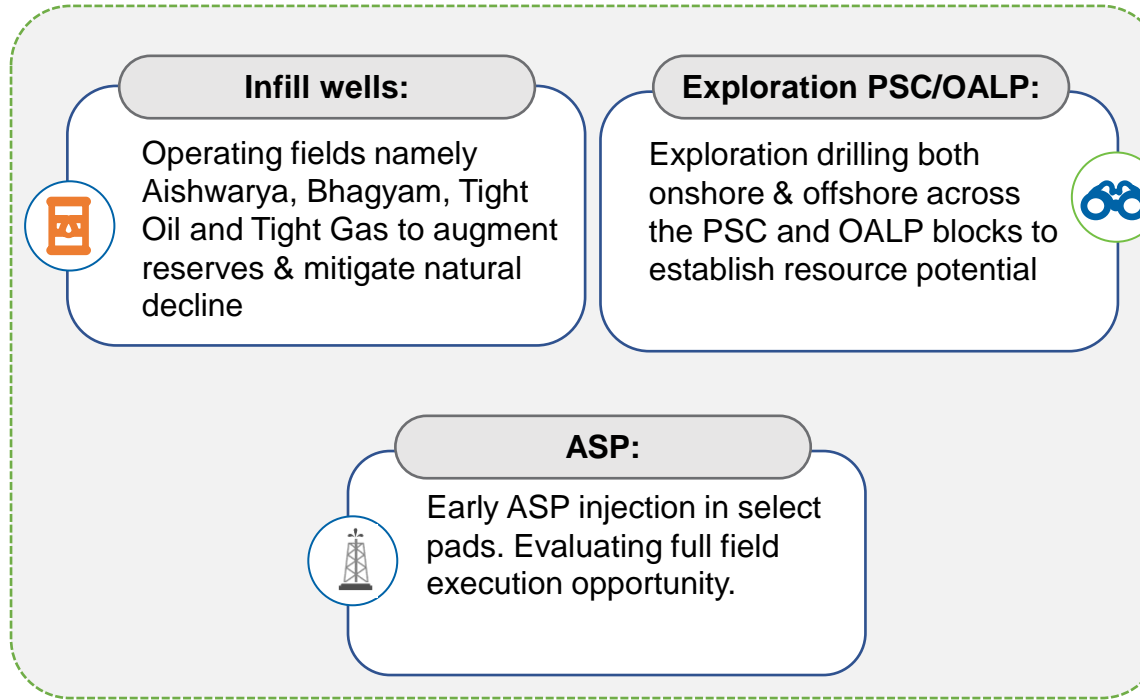 Infill wells:
Operating fields namely
Aishwarya, Bhagyam, Tight
Oil and Tight Gas to augment
reserves & mitigate natural
decline
Exploration PSC/OALP:
Exploration drilling both
onshore & offshore across
the PSC and OALP blocks to
establish resource potential
ASP:
Early ASP injection in select
pads. Evaluating full field
execution opportunity.